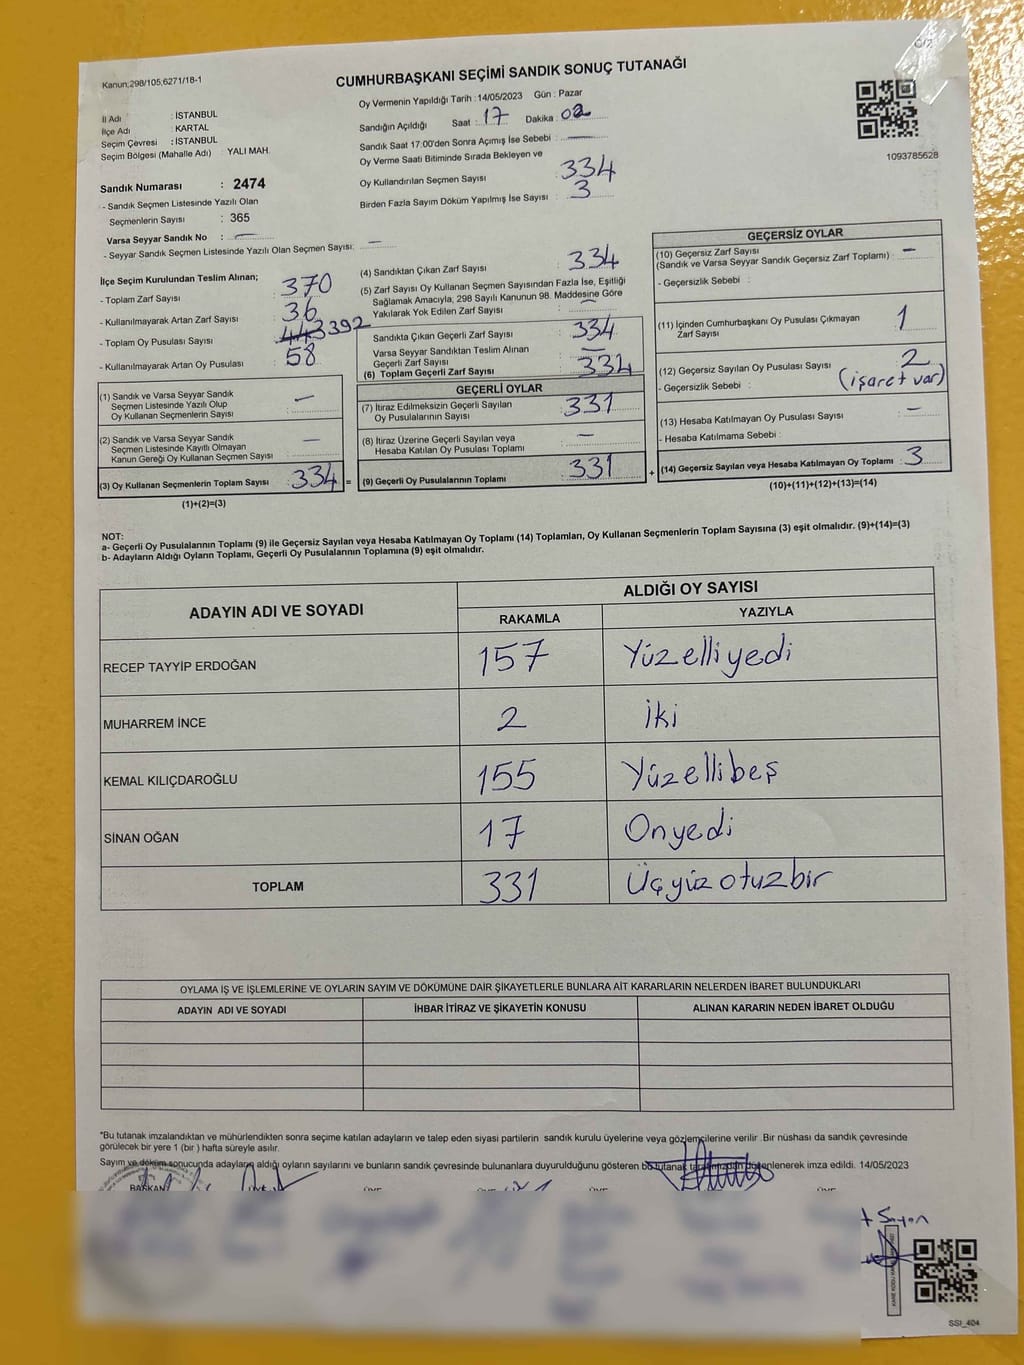 Kanun;298/105,6271/18-1
C/2
CUMHURBAŞKANI SEÇİMİ SANDIK SONUÇ TUTANAĞI
İl Adı : İSTANBUL
İlçe Adı : KARTAL
Seçim Çevresi : İSTANBUL
Seçim Bölgesi (Mahalle Adı) : YALI MAH.
Sandık Numarası : 2474
- Sandık Seçmen Listesinde Yazılı Olan
Seçmenlerin Sayısı : 365
Varsa Seyyar Sandık No : —
- Seyyar Sandık Seçmen Listesinde Yazılı Olan Seçmen Sayısı: —
Oy Vermenin Yapıldığı Tarih : 14/05/2023 Gün : Pazar
Sandığın Açıldığı Saat : 17 Dakika : 02
Sandık Saat 17:00'den Sonra Açımış İse Sebebi : —
Oy Verme Saati Bitiminde Sırada Bekleyen ve
Oy Kullandırılan Seçmen Sayısı : 334
Birden Fazla Sayım Döküm Yapılmış İse Sayısı : 3
1093785628
İlçe Seçim Kurulundan Teslim Alınan;
- Toplam Zarf Sayısı : 370
- Kullanılmayarak Artan Zarf Sayısı : 36
- Toplam Oy Pusulası Sayısı : 443 392
- Kullanılmayarak Artan Oy Pusulası : 58
(1) Sandık ve Varsa Seyyar Sandık
Seçmen Listesinde Yazılı Olup
Oy Kullanan Seçmenlerin Sayısı : —
(2) Sandık ve Varsa Seyyar Sandık
Seçmen Listesinde Kayıtlı Olmayan
Kanun Gereği Oy Kullanan Seçmen Sayısı : —
(3) Oy Kullanan Seçmenlerin Toplam Sayısı : 334 =
(1)+(2)=(3)
(4) Sandıktan Çıkan Zarf Sayısı : 334
(5) Zarf Sayısı Oy Kullanan Seçmen Sayısından Fazla İse, Eşitliği
Sağlamak Amacıyla, 298 Sayılı Kanunun 98. Maddesine Göre
Yakılarak Yok Edilen Zarf Sayısı : —
Sandıkta Çıkan Geçerli Zarf Sayısı : 334
Varsa Seyyar Sandıktan Teslim Alınan
Geçerli Zarf Sayısı : —
(6) Toplam Geçerli Zarf Sayısı : 334
GEÇERLİ OYLAR
(7) İtiraz Edilmeksizin Geçerli Sayılan
Oy Pusulalarının Sayısı : 331
(8) İtiraz Üzerine Geçerli Sayılan veya
Hesaba Katılan Oy Pusulası Toplamı : —
(9) Geçerli Oy Pusulalarının Toplamı : 331 +
GEÇERSİZ OYLAR
(10) Geçersiz Zarf Sayısı : —
(Sandık ve Varsa Seyyar Sandık Geçersiz Zarf Toplamı)
- Geçersizlik Sebebi :
(11) İçinden Cumhurbaşkanı Oy Pusulası Çıkmayan
Zarf Sayısı : 1
(12) Geçersiz Sayılan Oy Pusulası Sayısı : 2
- Geçersizlik Sebebi : (işaret var)
(13) Hesaba Katılmayan Oy Pusulası Sayısı : —
- Hesaba Katılmama Sebebi :
(14) Geçersiz Sayılan veya Hesaba Katılmayan Oy Toplamı : 3
(10)+(11)+(12)+(13)=(14)
NOT:
a- Geçerli Oy Pusulalarının Toplamı (9) ile Geçersiz Sayılan veya Hesaba Katılmayan Oy Toplamı (14) Toplamları, Oy Kullanan Seçmenlerin Toplam Sayısına (3) eşit olmalıdır. (9)+(14)=(3)
b- Adayların Aldığı Oyların Toplamı, Geçerli Oy Pusulalarının Toplamına (9) eşit olmalıdır.
ADAYIN ADI VE SOYADI ALDIĞI OY SAYISI
RAKAMLA YAZIYLA
RECEP TAYYİP ERDOĞAN 157 Yüzelliyedi
MUHARREM İNCE 2 İki
KEMAL KILIÇDAROĞLU 155 Yüzellibeş
SİNAN OĞAN 17 Onyedi
TOPLAM 331 Üçyüzotuzbir
OYLAMA İŞ VE İŞLEMLERİNE VE OYLARIN SAYIM VE DÖKÜMÜNE DAİR ŞİKAYETLERLE BUNLARA AİT KARARLARIN NELERDEN İBARET BULUNDUKLARI
ADAYIN ADI VE SOYADI İHBAR İTİRAZ VE ŞİKAYETİN KONUSU ALINAN KARARIN NEDEN İBARET OLDUĞU
*Bu tutanak imzalandıktan ve mühürlendikten sonra seçime katılan adayların ve talep eden siyasi partilerin sandık kurulu üyelerine veya gözlemcilerine verilir .Bir nüshası da sandık çevresinde
görülecek bir yere 1 (bir ) hafta süreyle asılır.
Sayım ve döküm sonucunda adayların aldığı oyların sayılarını ve bunların sandık çevresinde bulunanlara duyurulduğunu gösteren bu tutanak tarafımızdan düzenlenerek imza edildi. 14/05/2023
BAŞKAN
SSİ_404